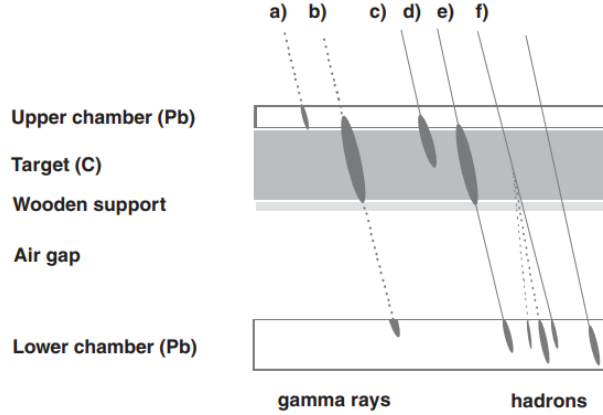 a) b) c) d) e) f)
Upper chamber (Pb)
Target (C)
Wooden support
Air gap
Lower chamber (Pb)
gamma rays hadrons